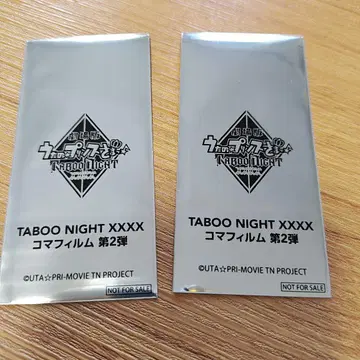 劇場版
うたの☆プリンスさまっ♪
TABOO NIGHT
TABOO NIGHT XXXX
コマフィルム 第2弾
©UTA☆PRI-MOVIE TN PROJECT
NOT FOR SALE
劇場版
うたの☆プリンスさまっ♪
TABOO NIGHT
TABOO NIGHT XXXX
コマフィルム 第2弾
©UTA☆PRI-MOVIE TN PROJECT
NOT FOR SALE